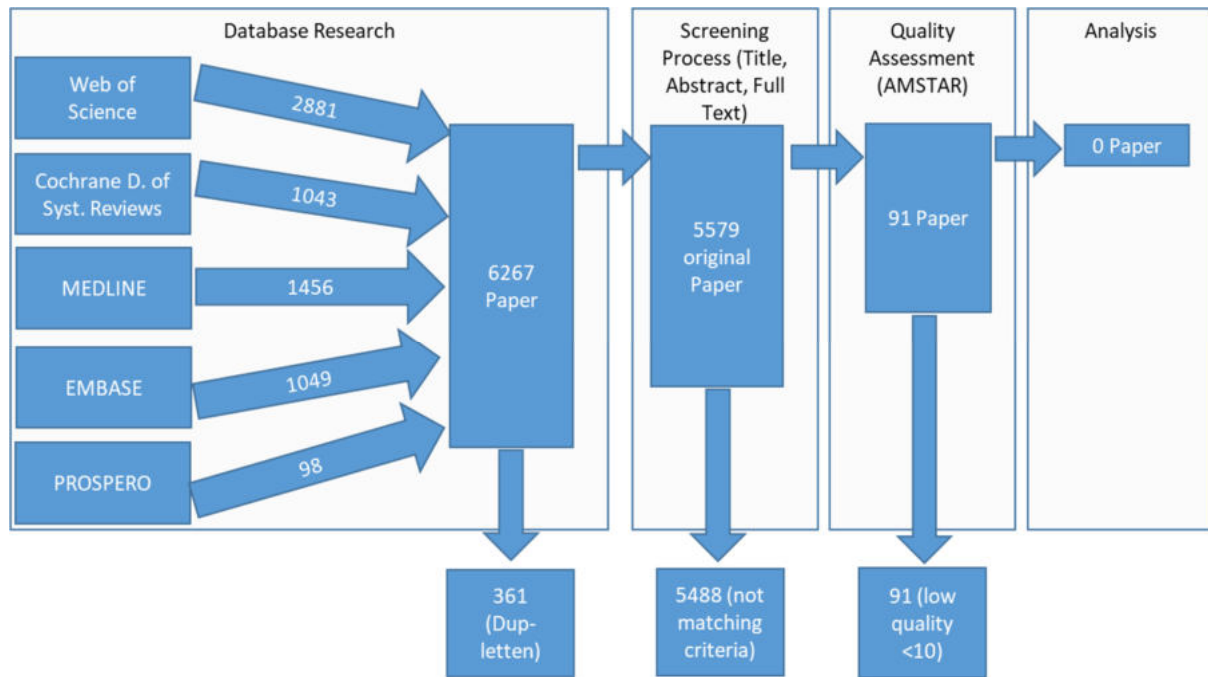 Database Research
Web of
Science
2881
Cochrane D. of
Syst. Reviews
1043
MEDLINE
1456
EMBASE
1049
PROSPERO
98
6267
Paper
361
(Dup-
letten)
Screening
Process (Title,
Abstract, Full
Text)
5579
original
Paper
5488 (not
matching
criteria)
Quality
Assessment
(AMSTAR)
91 Paper
91 (low
quality
<10)
Analysis
0 Paper